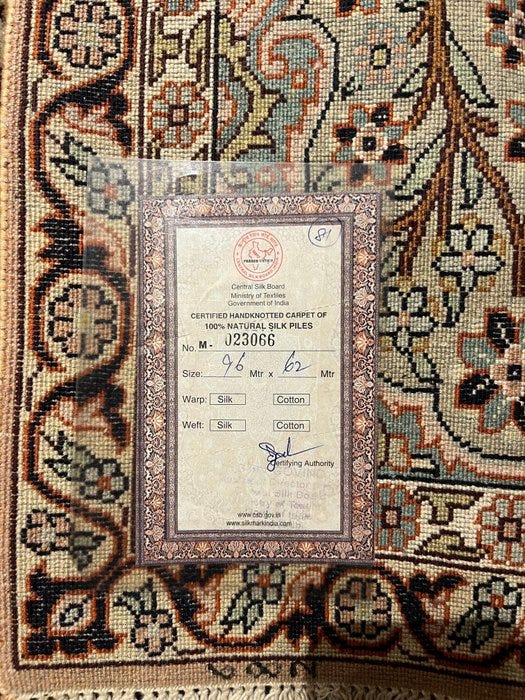 81
Central Silk Board
Ministry of Textiles
Government of India
CERTIFIED HANDKNOTTED CARPET OF
100% NATURAL SILK PILES
No. M- 023066
Size: 96 Mtr x 62 Mtr
Warp: Silk Cotton
Weft: Silk Cotton
Certifying Authority
www.csb.gov.in
www.silkmarkindia.com